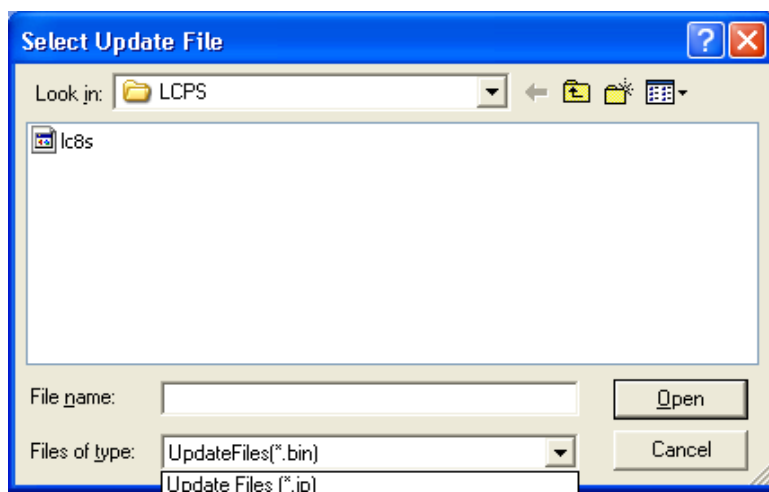 Select Update File
Look in: LCPS
lc8s
File name:
Open
Files of type: UpdateFiles(*.bin)
Cancel
Update Files (*.ip)